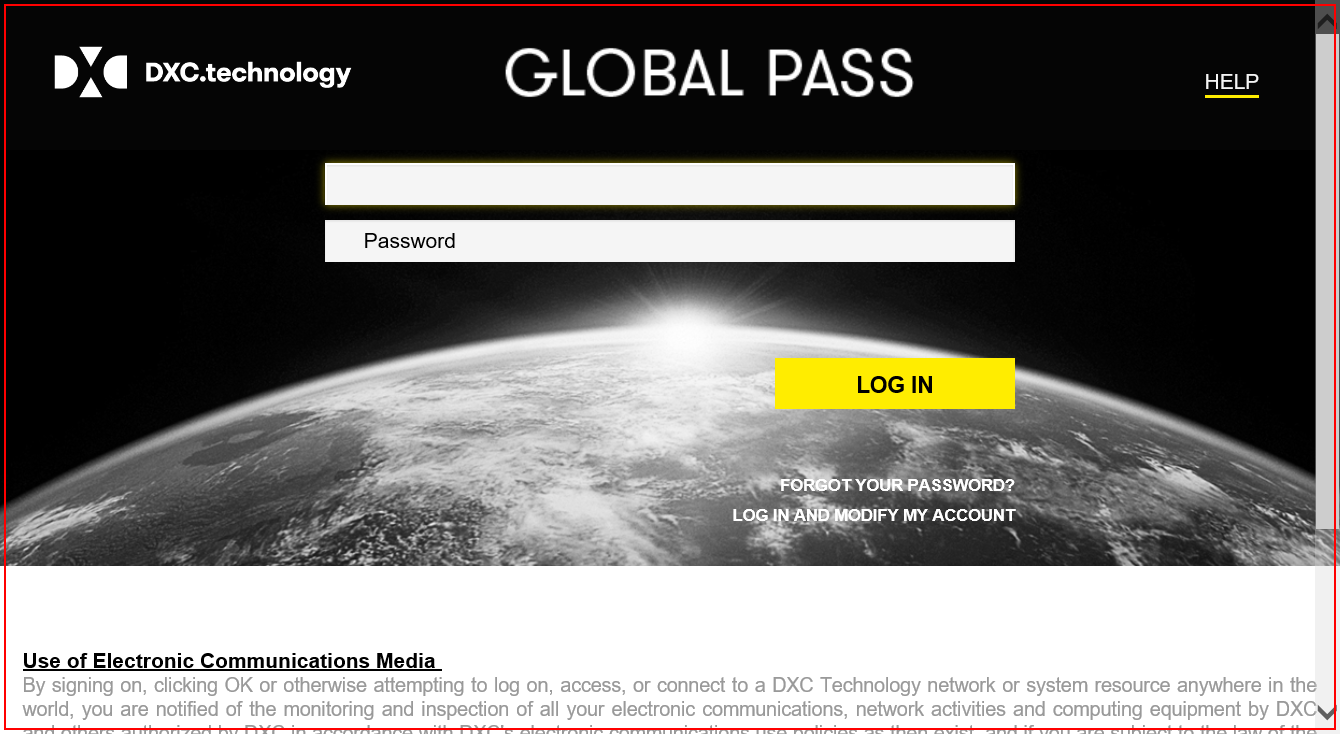 DXC.technology
GLOBAL PASS
HELP
Password
LOG IN
FORGOT YOUR PASSWORD?
LOG IN AND MODIFY MY ACCOUNT
Use of Electronic Communications Media
By signing on, clicking OK or otherwise attempting to log on, access, or connect to a DXC Technology network or system resource anywhere in the
world, you are notified of the monitoring and inspection of all your electronic communications, network activities and computing equipment by DXC
and others authorized by DXC in accordance with DXC's electronic communications use policies as then exist, and if you are subject to the law of the